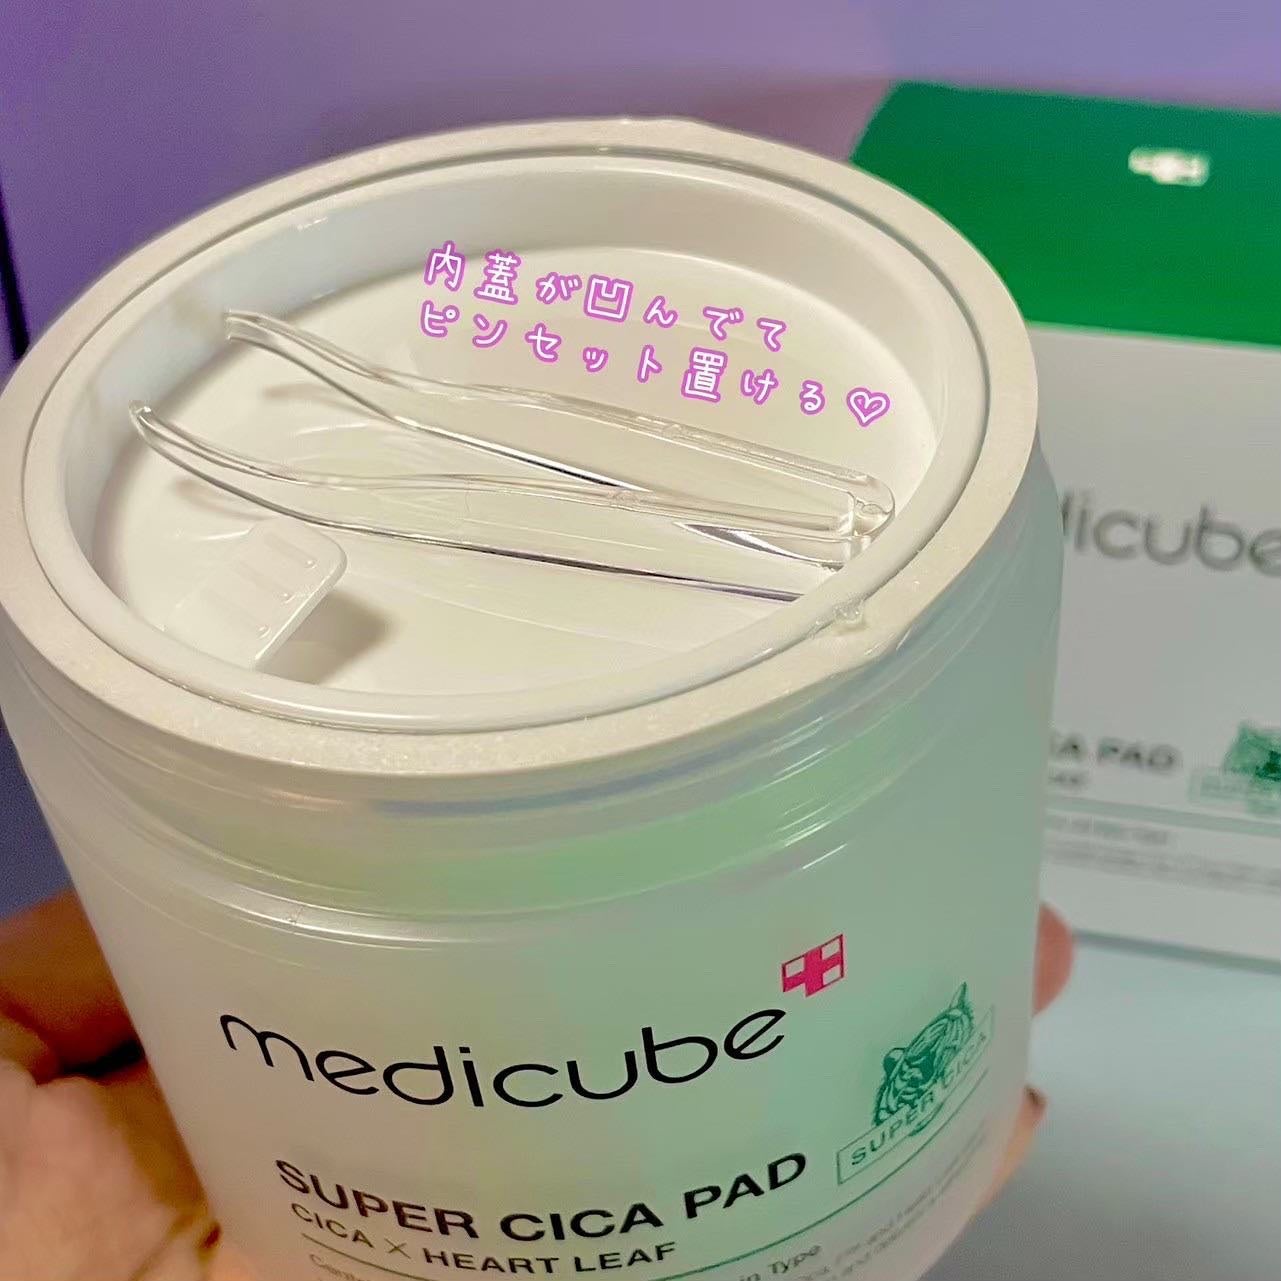 内蓋が凹んでて
ピンセット置ける♡
medicube
SUPER CICA
SUPER CICA PAD
CICA × HEART LEAF
dicube
CA PAD